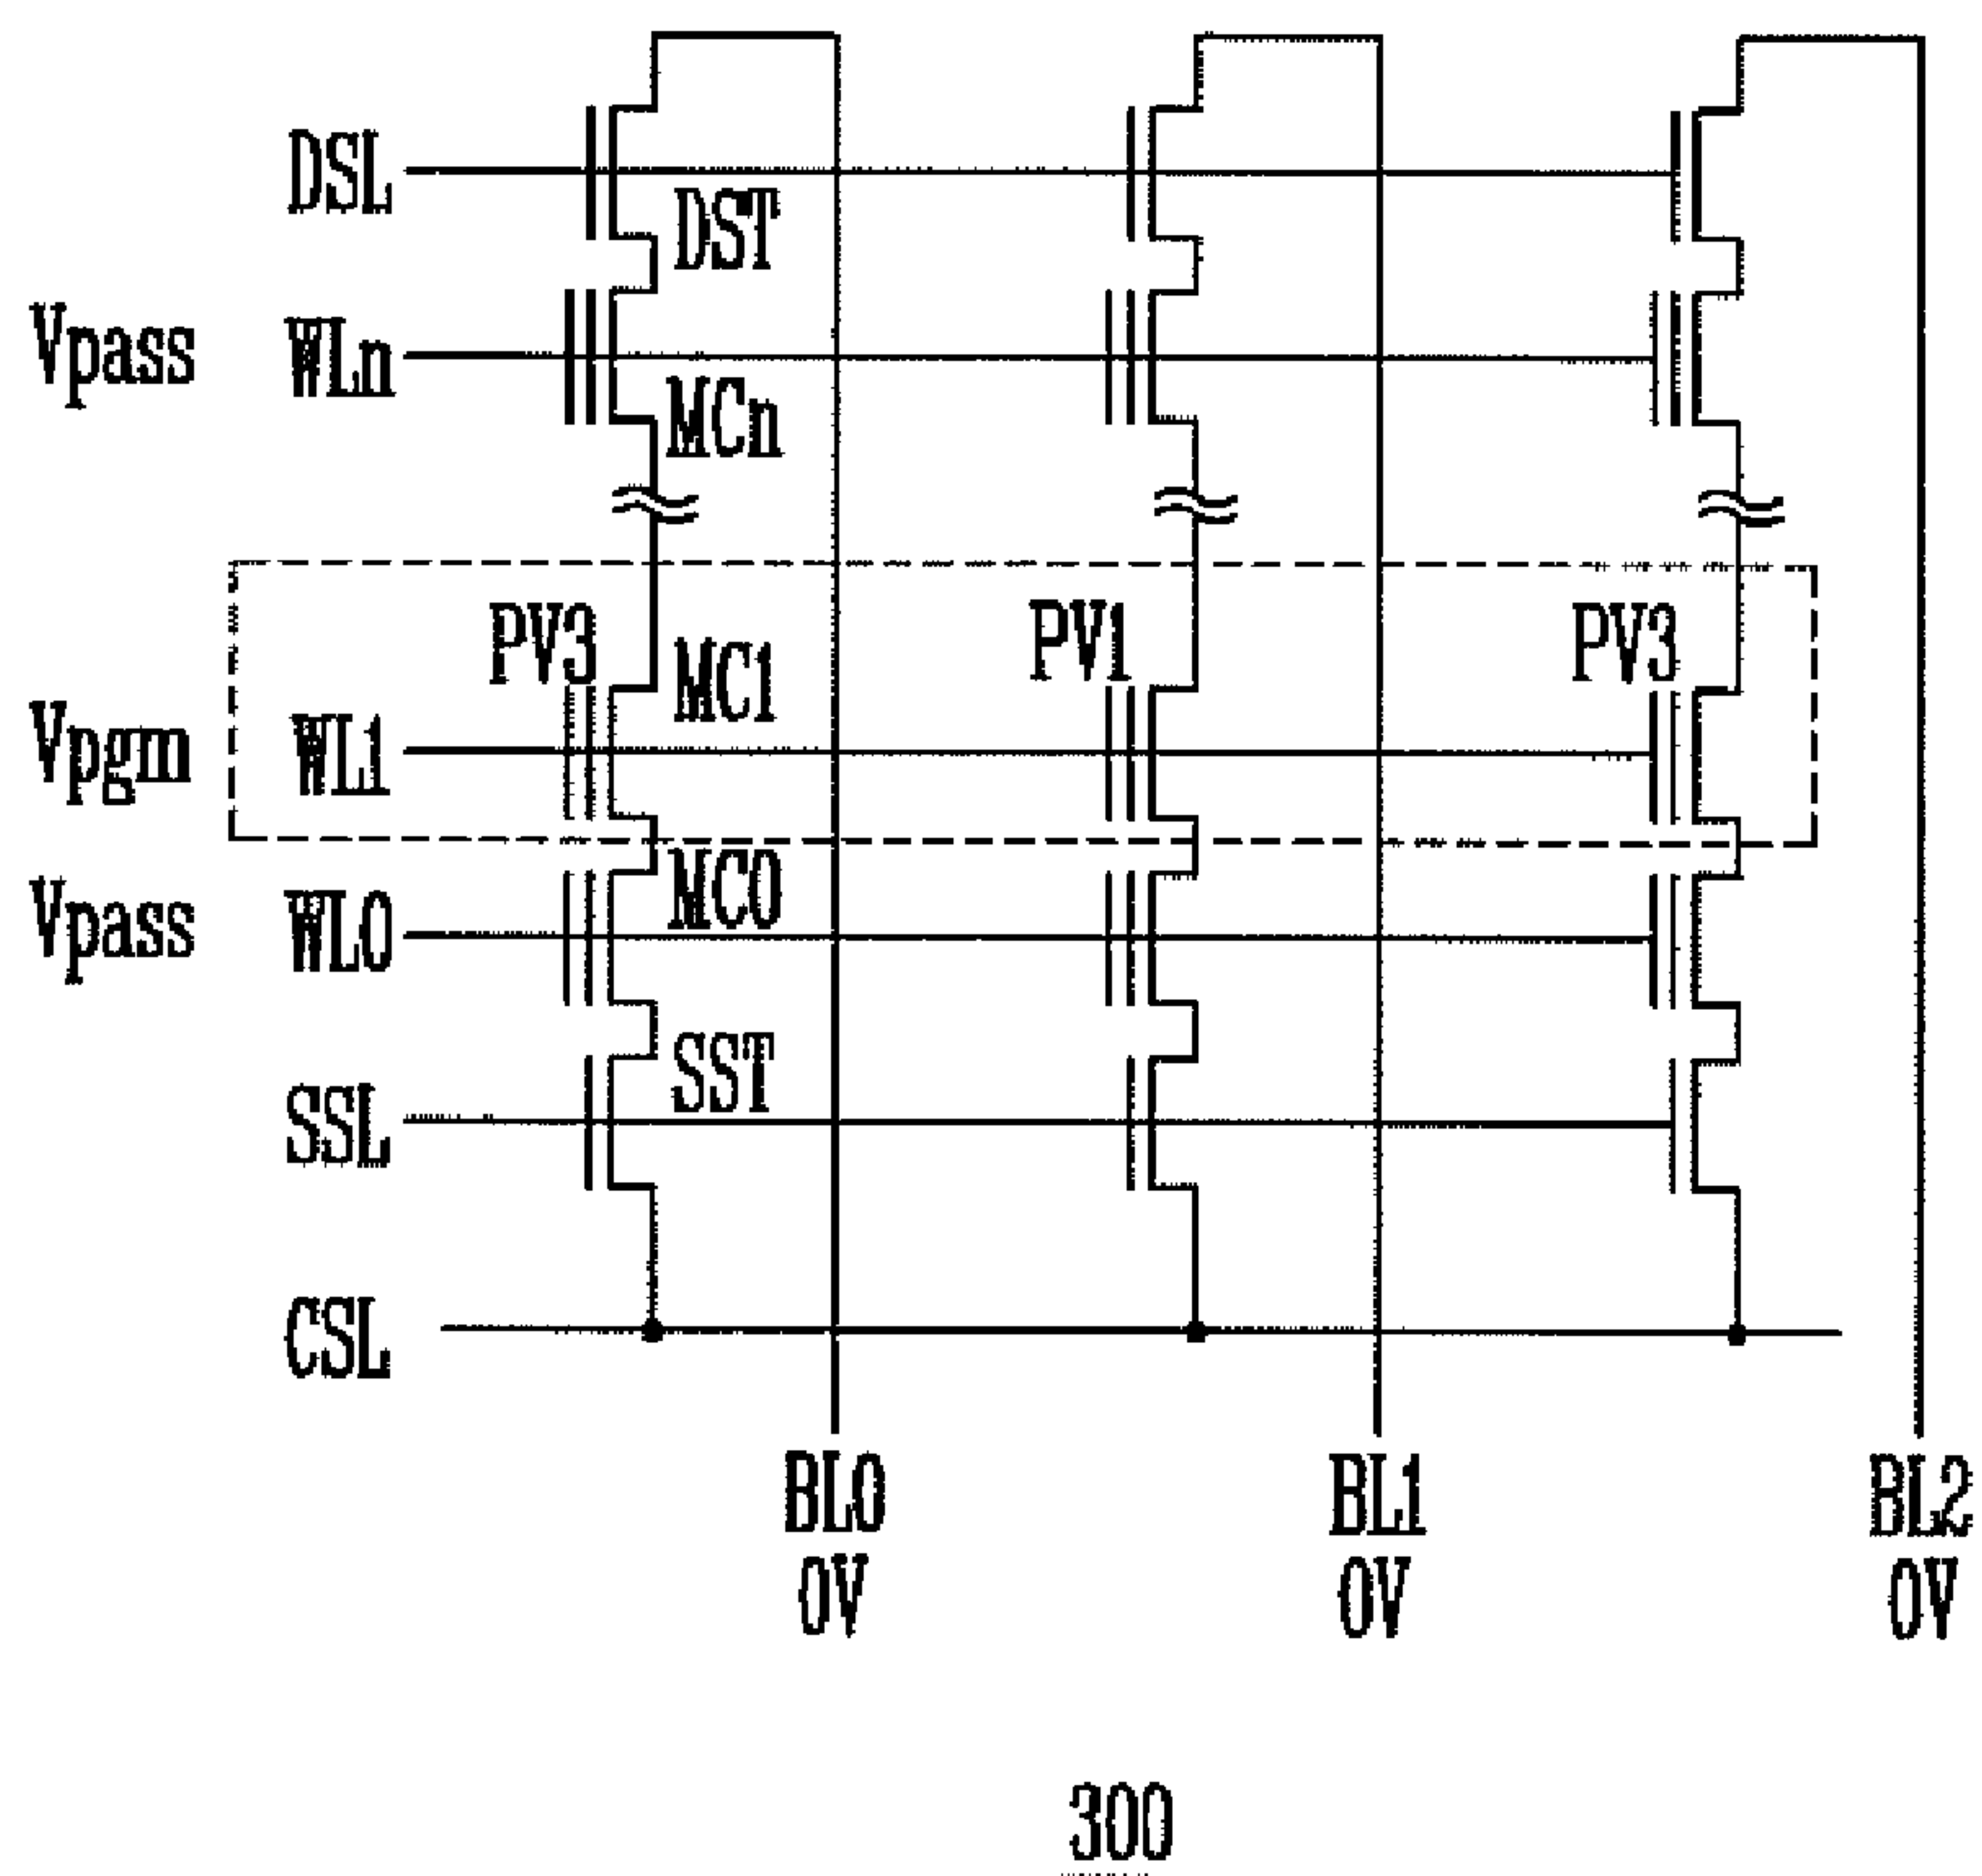 DSL
DST
Vpass WLn
MCn
PV3 MC1 PV1 PV3
Vpgm WL1
MC0
Vpass WL0
SST
SSL
CSL
BL0 BL1 BL2
0V 0V 0V
300